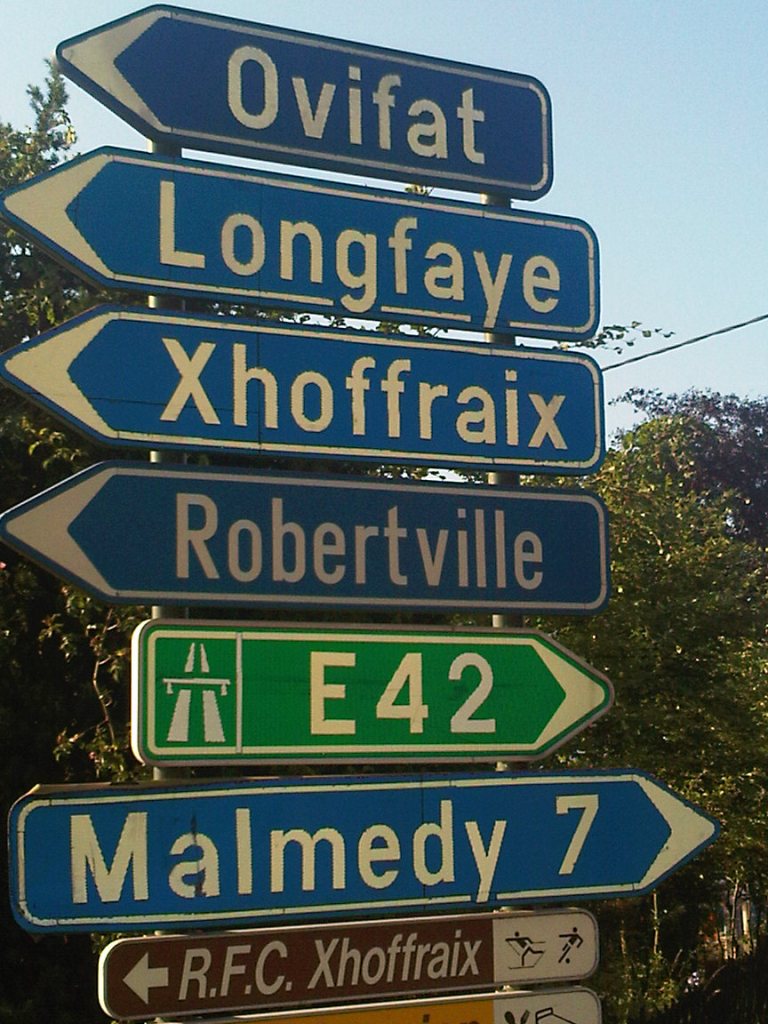 Ovifat
Longfaye
Xhoffraix
Robertville
E42
Malmedy 7
R.F.C. Xhoffraix